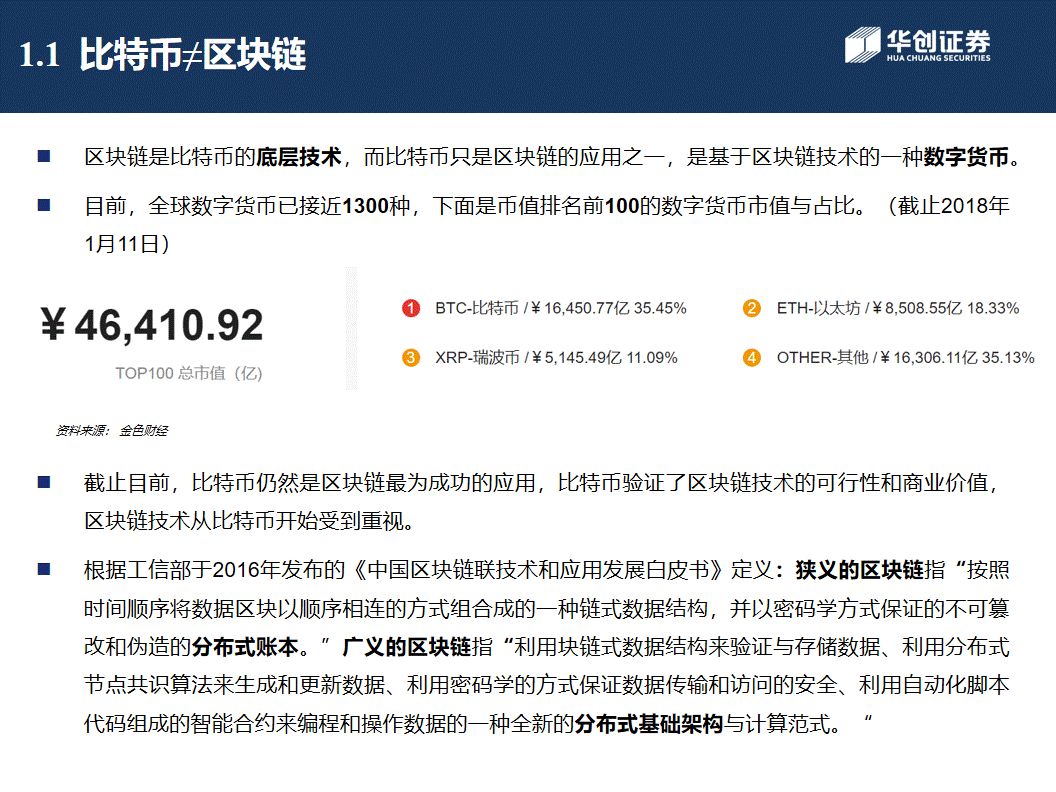 1.1 比特币≠区块链
华创证券
HUA CHUANG SECURITIES
■ 区块链是比特币的底层技术，而比特币只是区块链的应用之一，是基于区块链技术的一种数字货币。
■ 目前，全球数字货币已接近1300种，下面是币值排名前100的数字货币市值与占比。（截止2018年
1月11日）
￥46,410.92
TOP100 总市值（亿)
1 BTC-比特币 /￥16,450.77亿 35.45%
2 ETH-以太坊 /￥8,508.55亿 18.33%
3 XRP-瑞波币 /￥5,145.49亿 11.09%
4 OTHER-其他 /￥16,306.11亿 35.13%
资料来源： 金色财经
■ 截止目前，比特币仍然是区块链最为成功的应用，比特币验证了区块链技术的可行性和商业价值，
区块链技术从比特币开始受到重视。
■ 根据工信部于2016年发布的《中国区块链联技术和应用发展白皮书》定义：狭义的区块链指“按照
时间顺序将数据区块以顺序相连的方式组合成的一种链式数据结构，并以密码学方式保证的不可篡
改和伪造的分布式账本。”广义的区块链指“利用块链式数据结构来验证与存储数据、利用分布式
节点共识算法来生成和更新数据、利用密码学的方式保证数据传输和访问的安全、利用自动化脚本
代码组成的智能合约来编程和操作数据的一种全新的分布式基础架构与计算范式。“